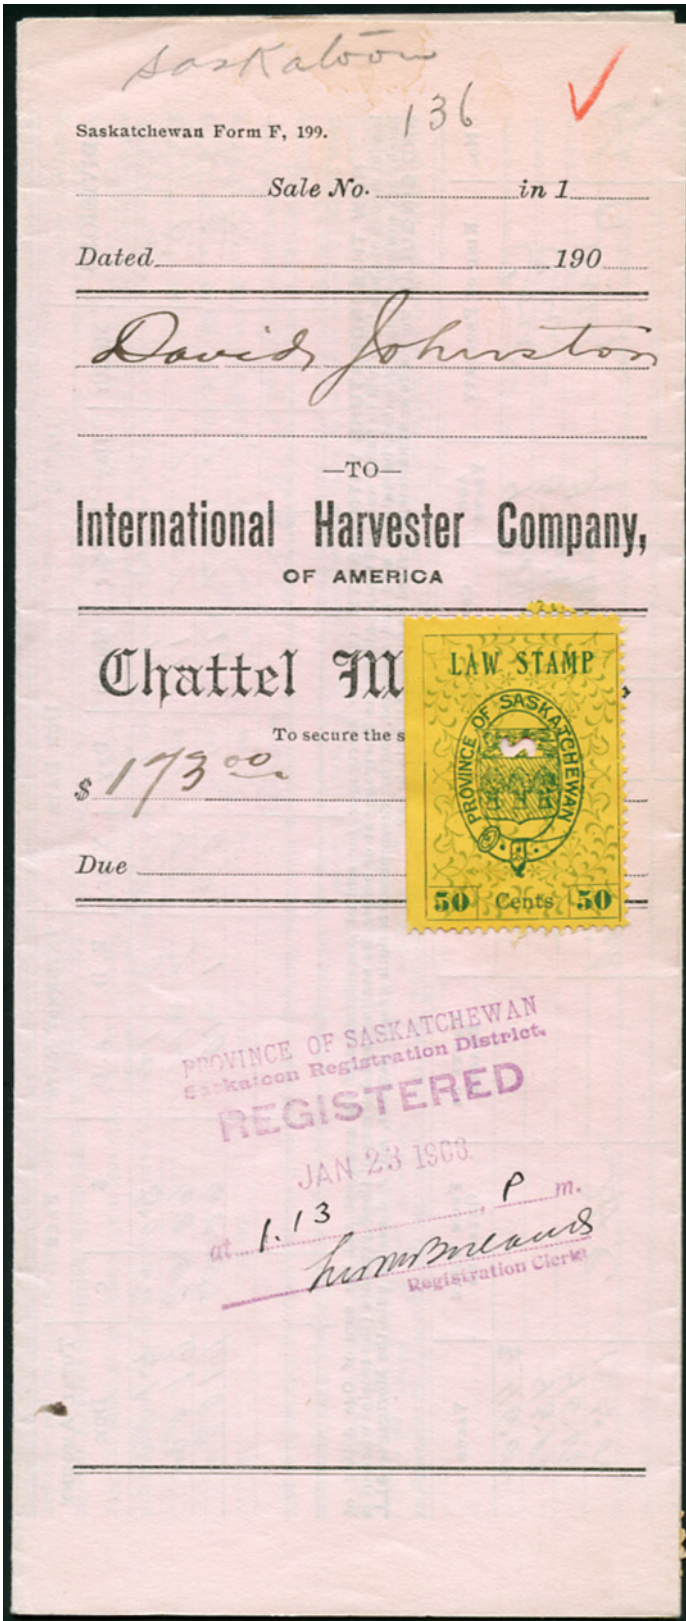 Saskatoon
136
Saskatchewan Form F, 199.
Sale No. in 1
Dated 190
David Johnston
—TO—
International Harvester Company,
OF AMERICA
Chattel M
To secure the s
$ 173.00
Due
LAW STAMP
PROVINCE OF SASKATCHEWAN
50 Cents 50
PROVINCE OF SASKATCHEWAN
Saskatoon Registration District.
REGISTERED
JAN 23 1908
at 1.13, P m.
Registration Clerk